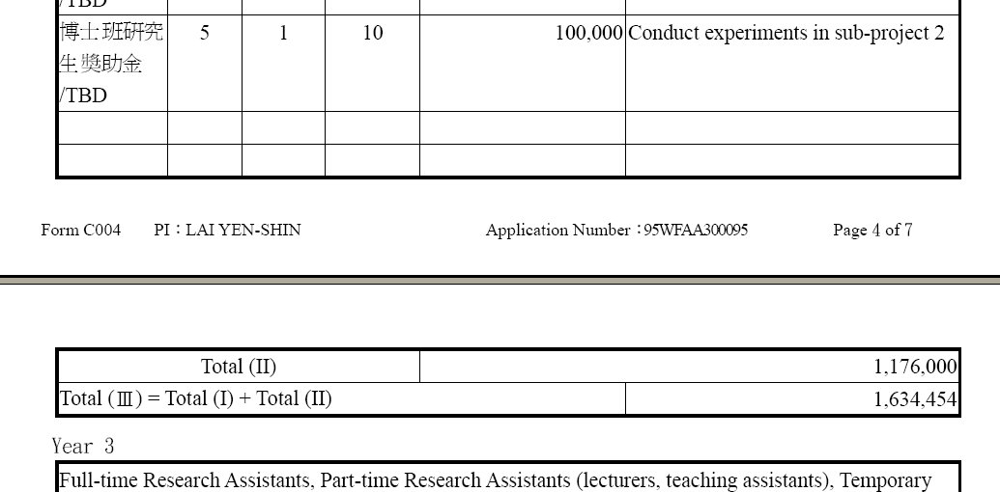 /TBD
博士班研究 5 1 10 100,000 Conduct experiments in sub-project 2
生獎助金
/TBD
Form C004 PI：LAI YEN-SHIN Application Number：95WFAA300095 Page 4 of 7
Total (II) 1,176,000
Total (Ⅲ) = Total (I) + Total (II) 1,634,454
Year 3
Full-time Research Assistants, Part-time Research Assistants (lecturers, teaching assistants), Temporary